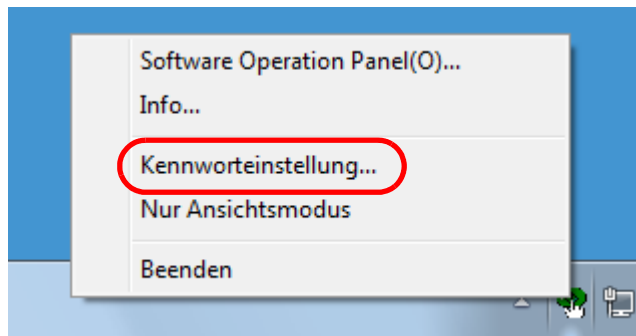 Software Operation Panel(O)...
Info...
Kennworteinstellung...
Nur Ansichtsmodus
Beenden